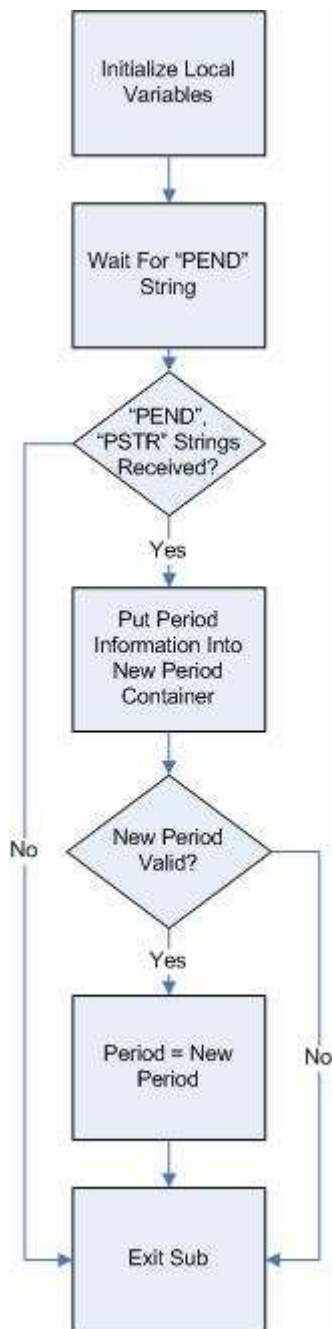 Initialize Local
Variables
Wait For “PEND”
String
“PEND”,
“PSTR” Strings
Received?
Yes
Put Period
Information Into
New Period
Container
No
New Period
Valid?
Yes
Period = New
Period
No
Exit Sub